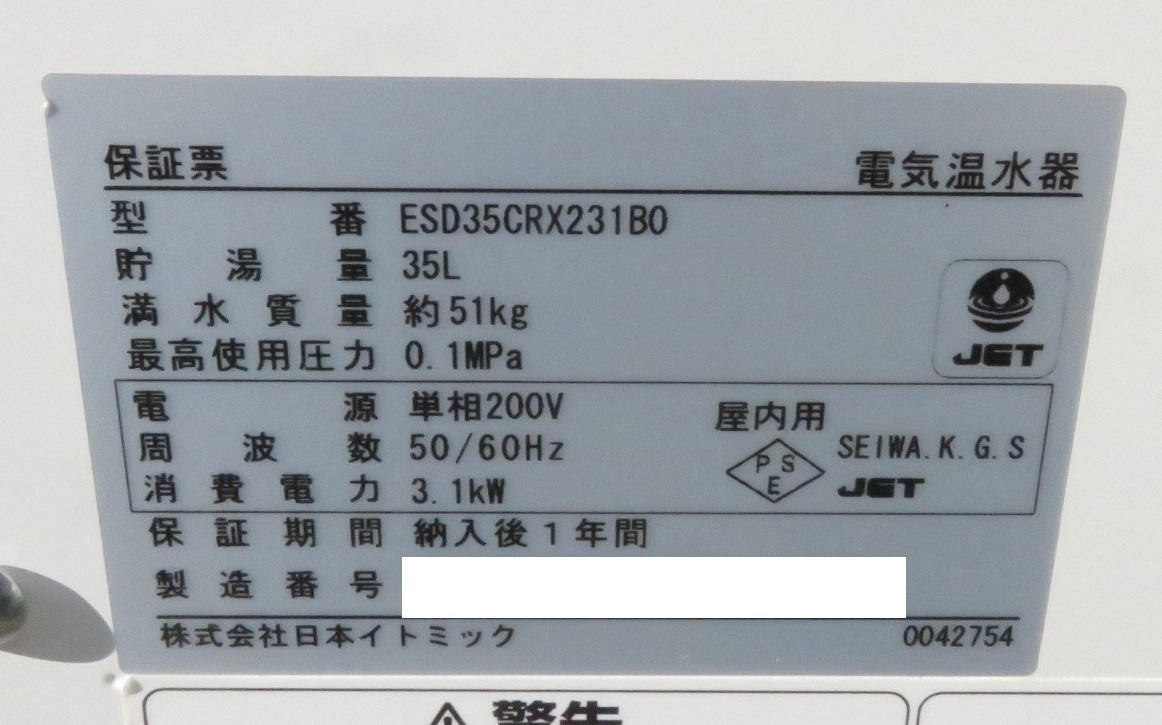 保証票 電気温水器
型番 ESD35CRX231B0
貯湯量 35L
満水質量 約51kg
最高使用圧力 0.1MPa
JET
電源 単相200V 屋内用
周波数 50/60Hz SEIWA.K.G.S
PSE
消費電力 3.1kW JET
保証期間 納入後1年間
製造番号
株式会社日本イトミック 0042754
警告